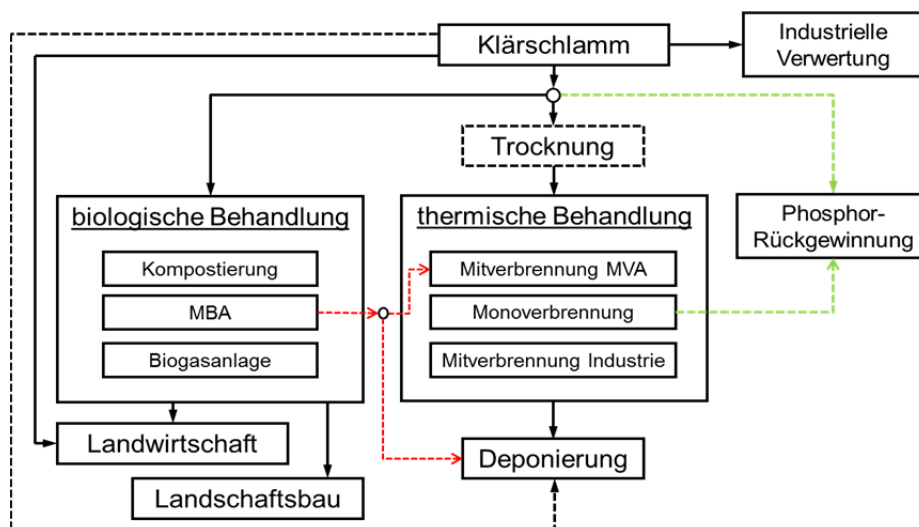 Klärschlamm
Industrielle
Verwertung
Trocknung
biologische Behandlung
thermische Behandlung
Phosphor-
Rückgewinnung
Kompostierung
Mitverbrennung MVA
MBA
Monoverbrennung
Biogasanlage
Mitverbrennung Industrie
Landwirtschaft
Deponierung
Landschaftsbau